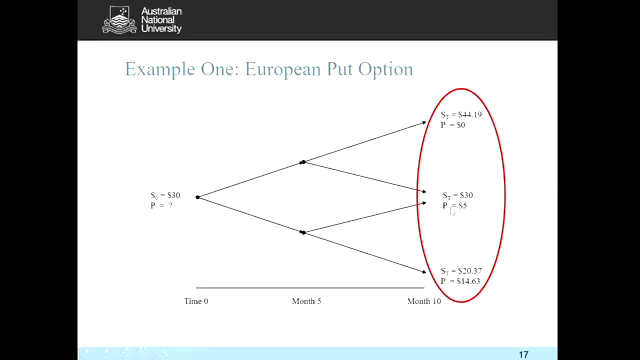 Australian
National
University
Example One: European Put Option
S_T = $44.19
P = $0
S_0 = $30
P = ?
S_T = $30
P = $5
S_T = $20.37
P = $14.63
Time 0
Month 5
Month 10
17